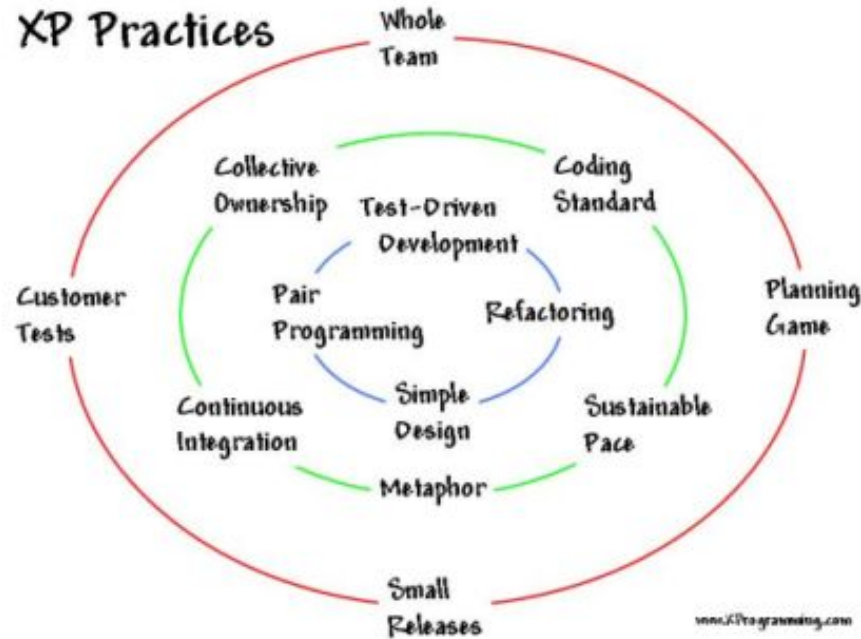 XP Practices
Whole
Team
Collective
Ownership
Coding
Standard
Test-Driven
Development
Customer
Tests
Pair
Programming
Refactoring
Planning
Game
Continuous
Integration
Simple
Design
Sustainable
Pace
Metaphor
Small
Releases
www.XProgramming.com